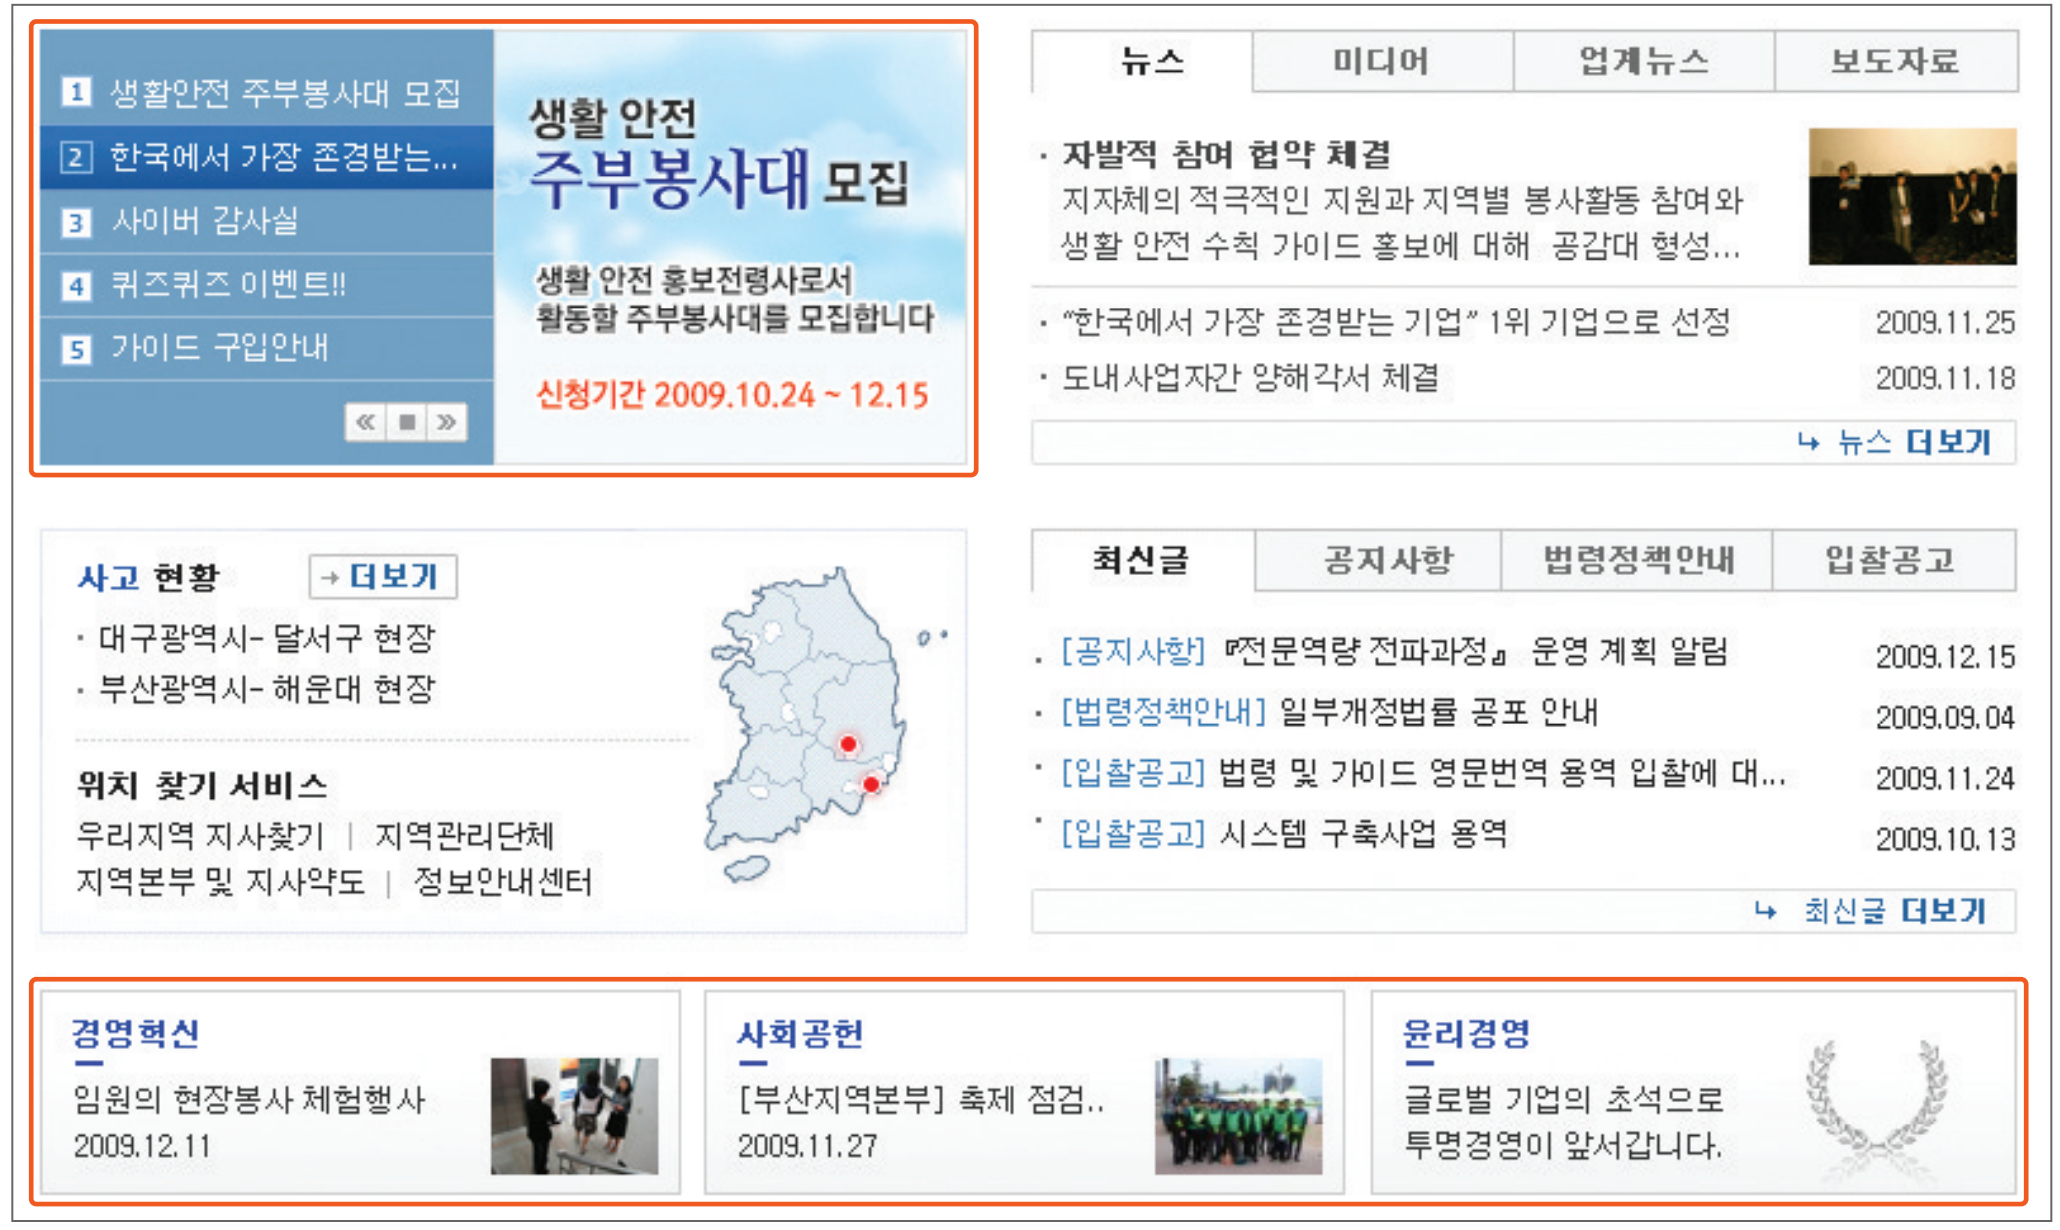 1 생활안전 주부봉사대 모집
2 한국에서 가장 존경받는...
3 사이버 감사실
4 퀴즈퀴즈 이벤트!!
5 가이드 구입안내
생활 안전
주부봉사대 모집
생활 안전 홍보전령사로서
활동할 주부봉사대를 모집합니다
신청기간 2009.10.24 ~ 12.15
뉴스 미디어 업계뉴스 보도자료
· 자발적 참여 협약 체결
지자체의 적극적인 지원과 지역별 봉사활동 참여와
생활 안전 수칙 가이드 홍보에 대해 공감대 형성...
· “한국에서 가장 존경받는 기업” 1위 기업으로 선정 2009.11.25
· 도내사업자간 양해각서 체결 2009.11.18
↳ 뉴스 더보기
사고 현황 → 더보기
· 대구광역시- 달서구 현장
· 부산광역시- 해운대 현장
위치 찾기 서비스
우리지역 지사찾기 | 지역관리단체
지역본부 및 지사약도 | 정보안내센터
최신글 공지사항 법령정책안내 입찰공고
· [공지사항] 『전문역량 전파과정』 운영 계획 알림 2009.12.15
· [법령정책안내] 일부개정법률 공포 안내 2009.09.04
· [입찰공고] 법령 및 가이드 영문번역 용역 입찰에 대... 2009.11.24
· [입찰공고] 시스템 구축사업 용역 2009.10.13
↳ 최신글 더보기
경영혁신
임원의 현장봉사 체험행사
2009.12.11
사회공헌
[부산지역본부] 축제 점검..
2009.11.27
윤리경영
글로벌 기업의 초석으로
투명경영이 앞서갑니다.